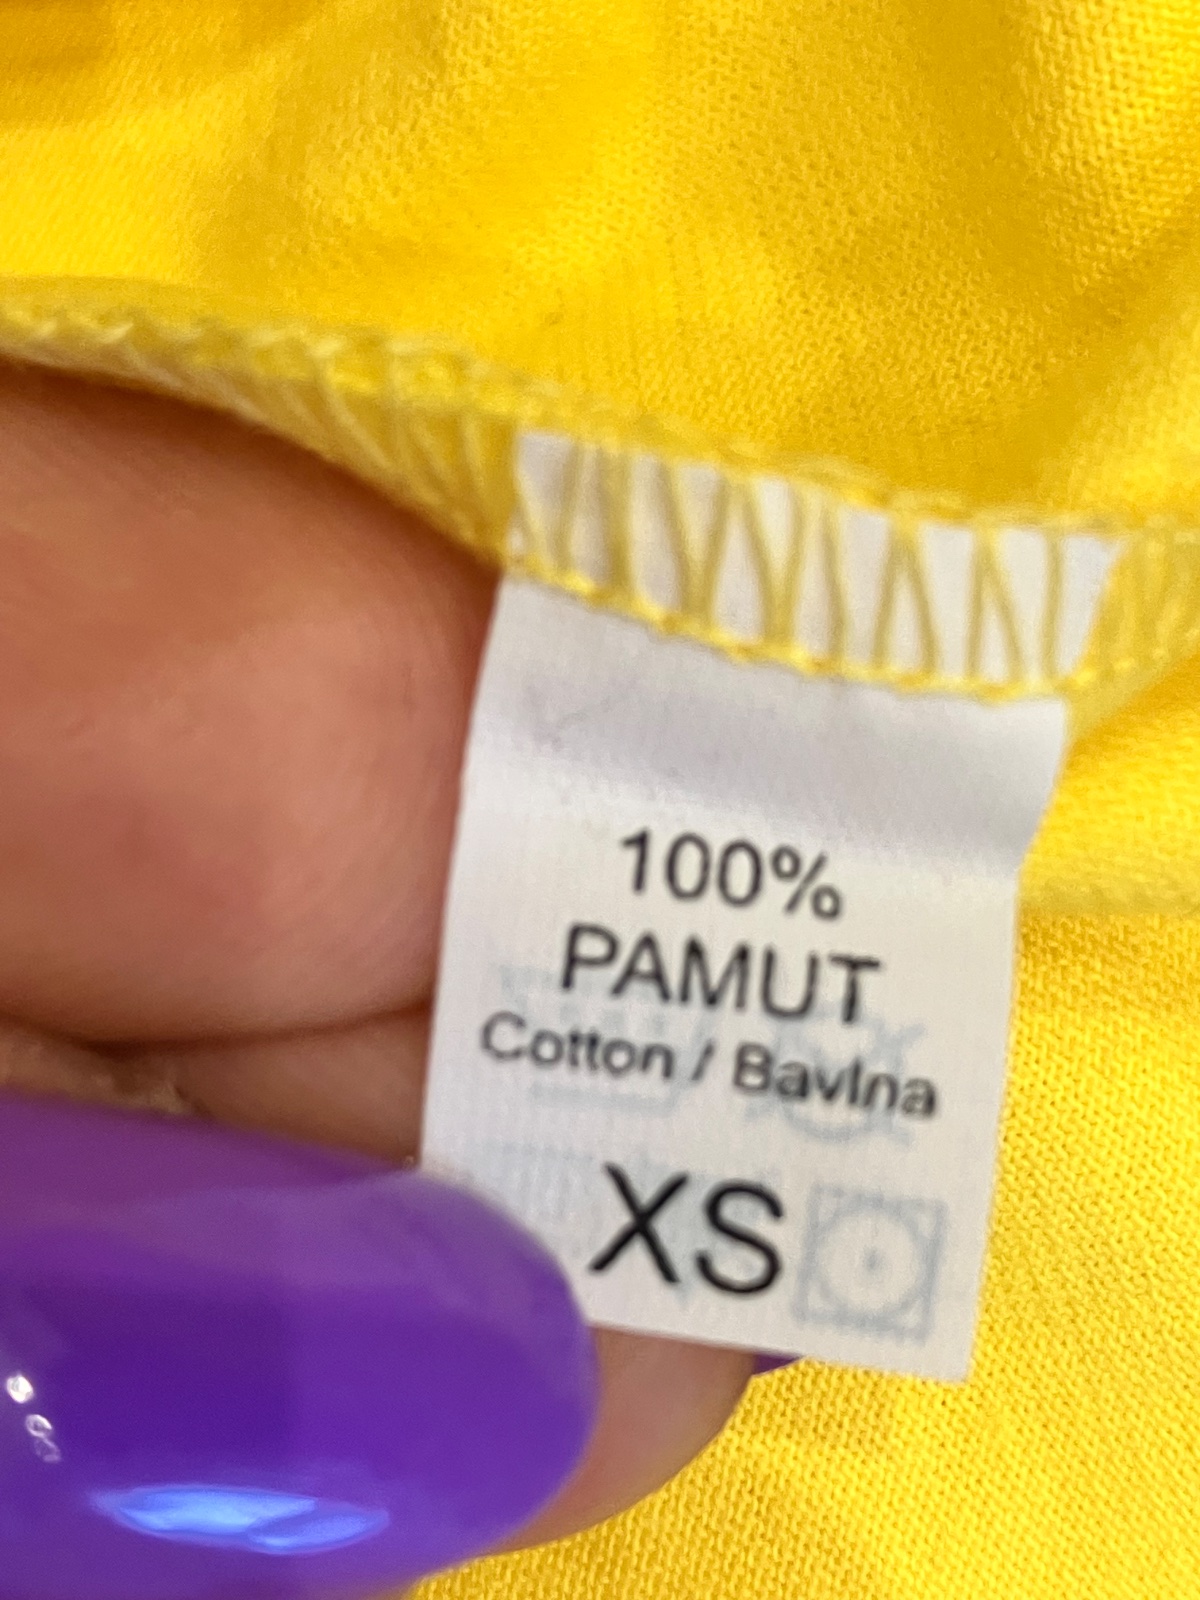 100%
PAMUT
Cotton / Bavlna
XS